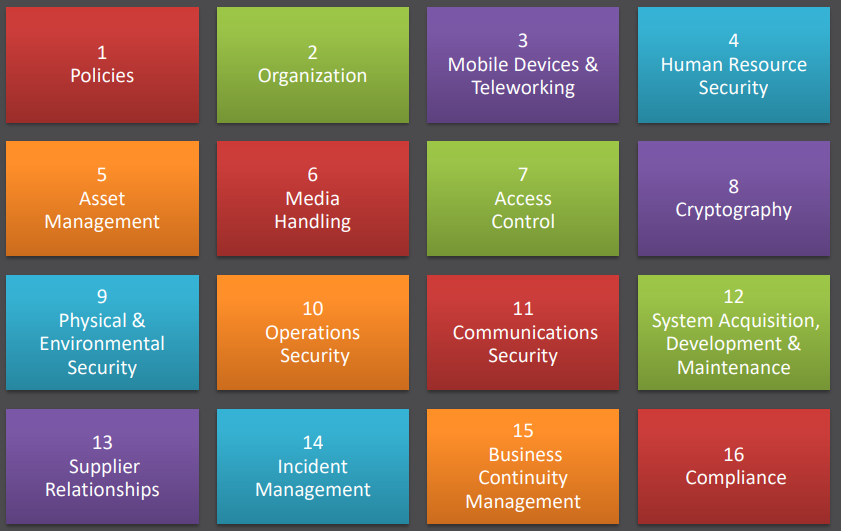 1
Policies
2
Organization
3
Mobile Devices &
Teleworking
4
Human Resource
Security
5
Asset
Management
6
Media
Handling
7
Access
Control
8
Cryptography
9
Physical &
Environmental
Security
10
Operations
Security
11
Communications
Security
12
System Acquisition,
Development &
Maintenance
13
Supplier
Relationships
14
Incident
Management
15
Business
Continuity
Management
16
Compliance